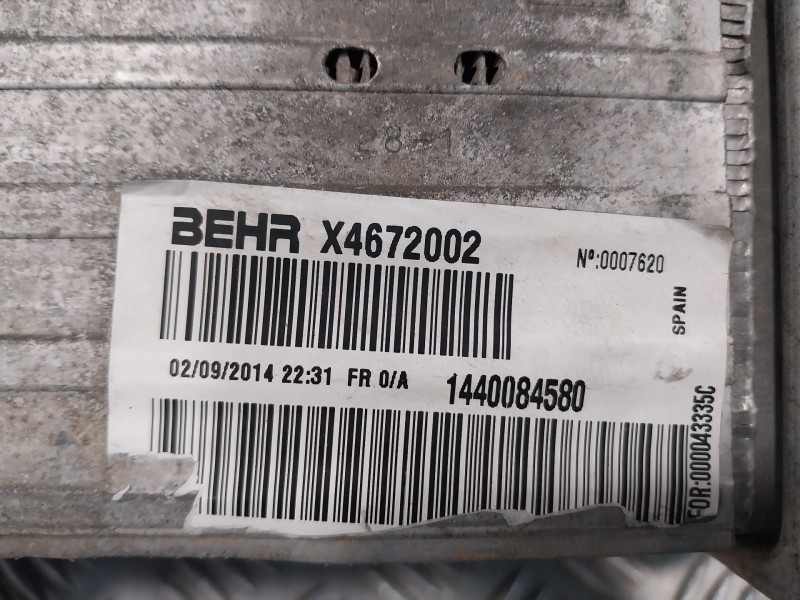 BEHR X4672002
Nº:0007620
SPAIN
02/09/2014 22:31 FR 0/A 1440084580
FOR:000043335C